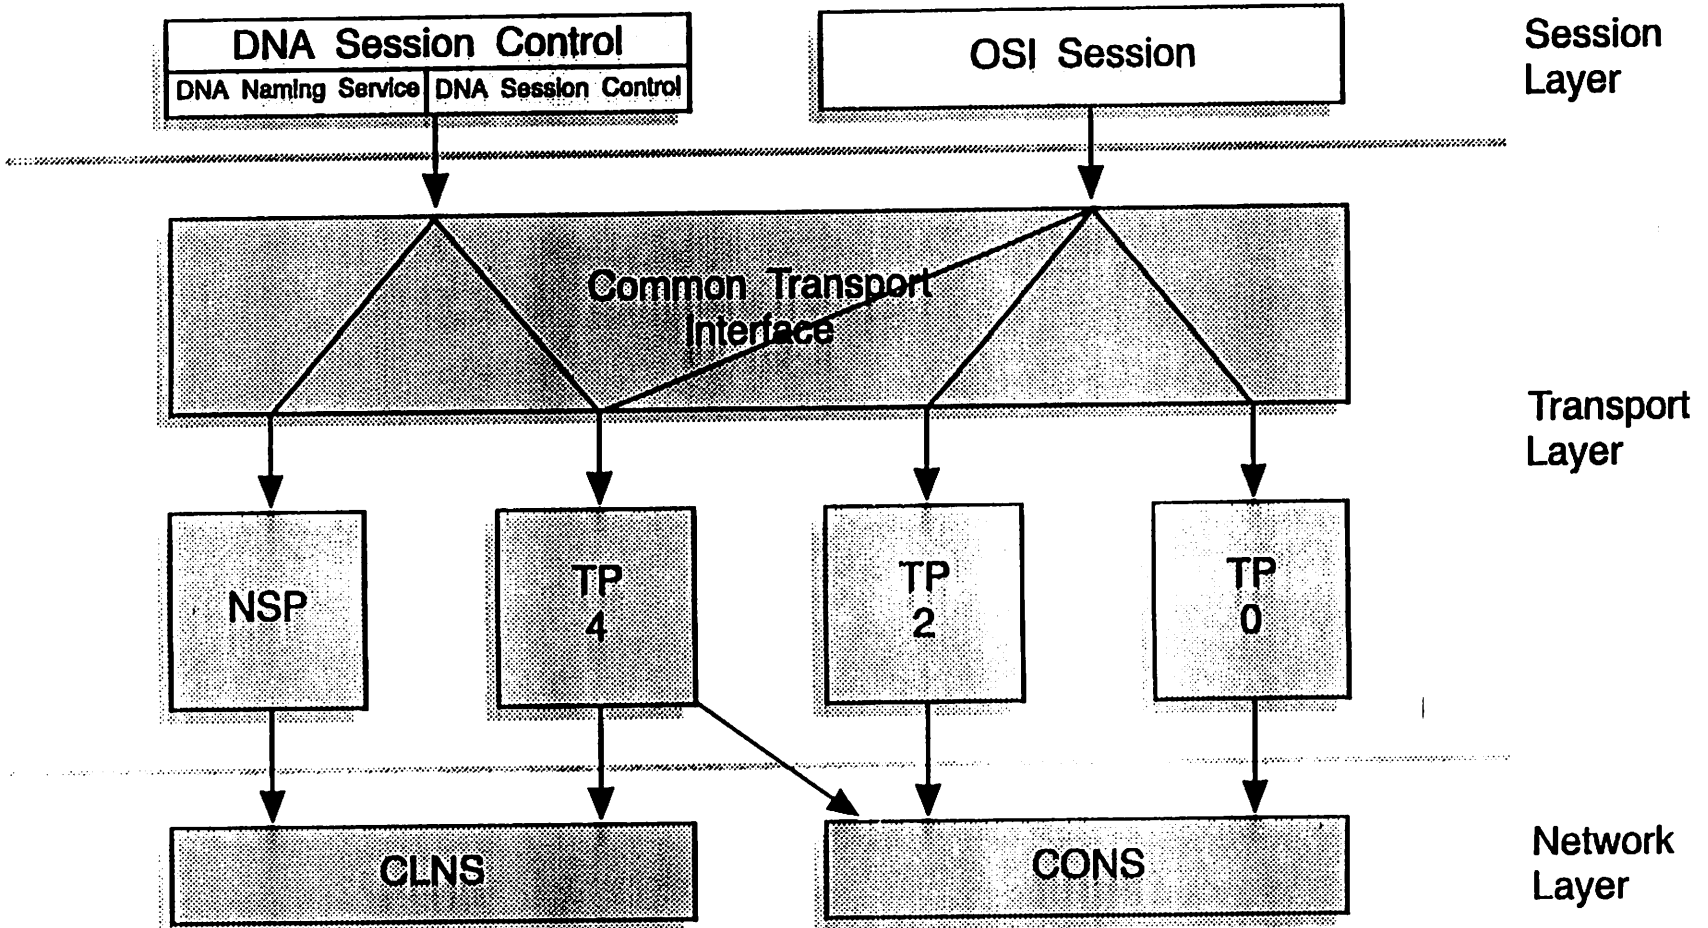 DNA Session Control
DNA Naming Service
DNA Session Control
OSI Session
Session
Layer
Common Transport
Interface
Transport
Layer
NSP
TP
4
TP
2
TP
0
CLNS
CONS
Network
Layer